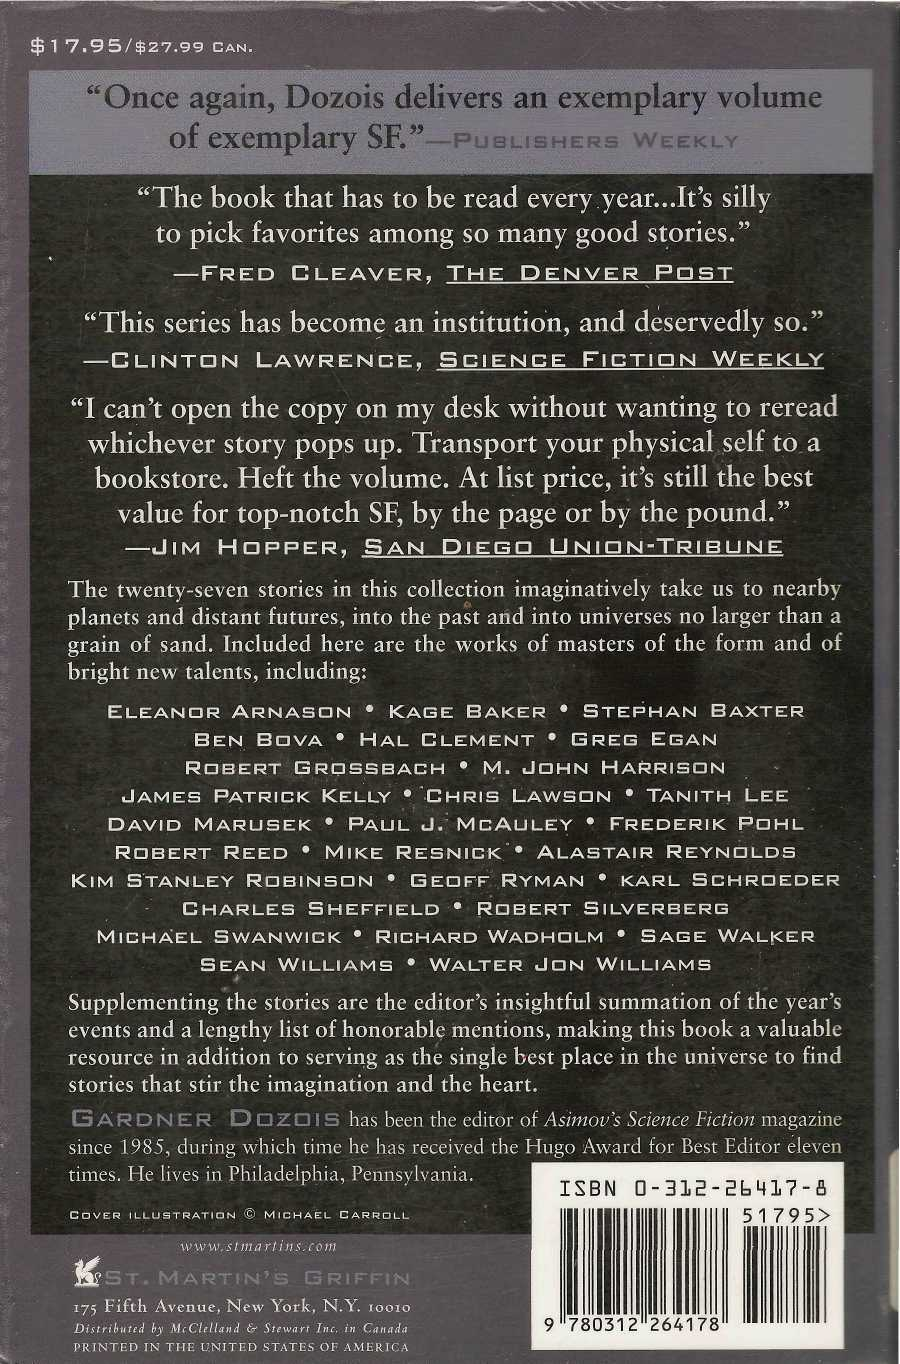 $17.95/$27.99 CAN.
“Once again, Dozois delivers an exemplary volume
of exemplary SF.”—PUBLISHERS WEEKLY
“The book that has to be read every year...It’s silly
to pick favorites among so many good stories.”
—FRED CLEAVER, THE DENVER POST
“This series has become an institution, and deservedly so.”
—CLINTON LAWRENCE, SCIENCE FICTION WEEKLY
“I can’t open the copy on my desk without wanting to reread
whichever story pops up. Transport your physical self to a
bookstore. Heft the volume. At list price, it’s still the best
value for top-notch SF, by the page or by the pound.”
—JIM HOPPER, SAN DIEGO UNION-TRIBUNE
The twenty-seven stories in this collection imaginatively take us to nearby
planets and distant futures, into the past and into universes no larger than a
grain of sand. Included here are the works of masters of the form and of
bright new talents, including:
ELEANOR ARNASON • KAGE BAKER • STEPHAN BAXTER
BEN BOVA • HAL CLEMENT • GREG EGAN
ROBERT GROSSBACH • M. JOHN HARRISON
JAMES PATRICK KELLY • CHRIS LAWSON • TANITH LEE
DAVID MARUSEK • PAUL J. MCAULEY • FREDERIK POHL
ROBERT REED • MIKE RESNICK • ALASTAIR REYNOLDS
KIM STANLEY ROBINSON • GEOFF RYMAN • KARL SCHROEDER
CHARLES SHEFFIELD • ROBERT SILVERBERG
MICHAEL SWANWICK • RICHARD WADHOLM • SAGE WALKER
SEAN WILLIAMS • WALTER JON WILLIAMS
Supplementing the stories are the editor’s insightful summation of the year’s
events and a lengthy list of honorable mentions, making this book a valuable
resource in addition to serving as the single best place in the universe to find
stories that stir the imagination and the heart.
GARDNER DOZOIS has been the editor of Asimov’s Science Fiction magazine
since 1985, during which time he has received the Hugo Award for Best Editor eleven
times. He lives in Philadelphia, Pennsylvania.
COVER ILLUSTRATION © MICHAEL CARROLL
www.stmartins.com
ST. MARTIN’S GRIFFIN
175 Fifth Avenue, New York, N.Y. 10010
Distributed by McClelland & Stewart Inc. in Canada
PRINTED IN THE UNITED STATES OF AMERICA
ISBN 0-312-26417-8
51795>
9 780312 264178